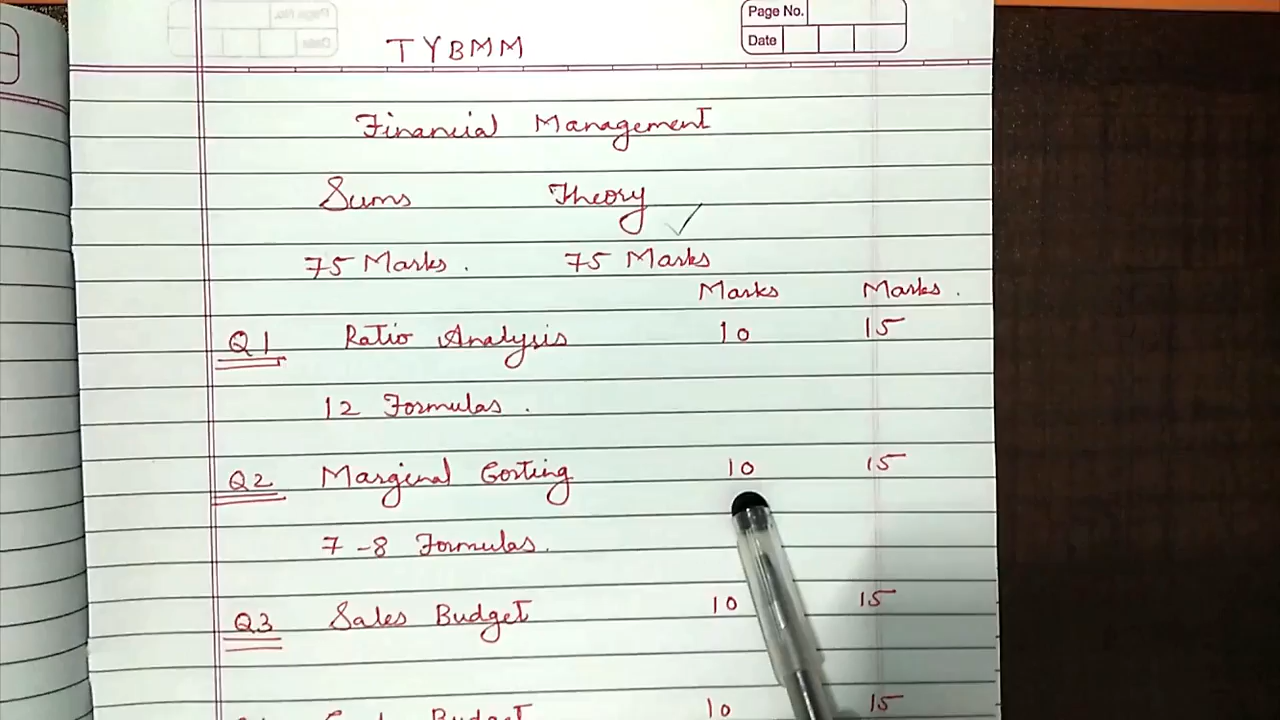 Page No.
Date
TYBMM
Financial Management
Sums Theory
75 Marks. 75 Marks
Marks Marks.
Q1 Ratio Analysis 10 15
12 Formulas.
Q2 Marginal Costing 10 15
7-8 Formulas.
Q3 Sales Budget 10 15
Budget 10 15